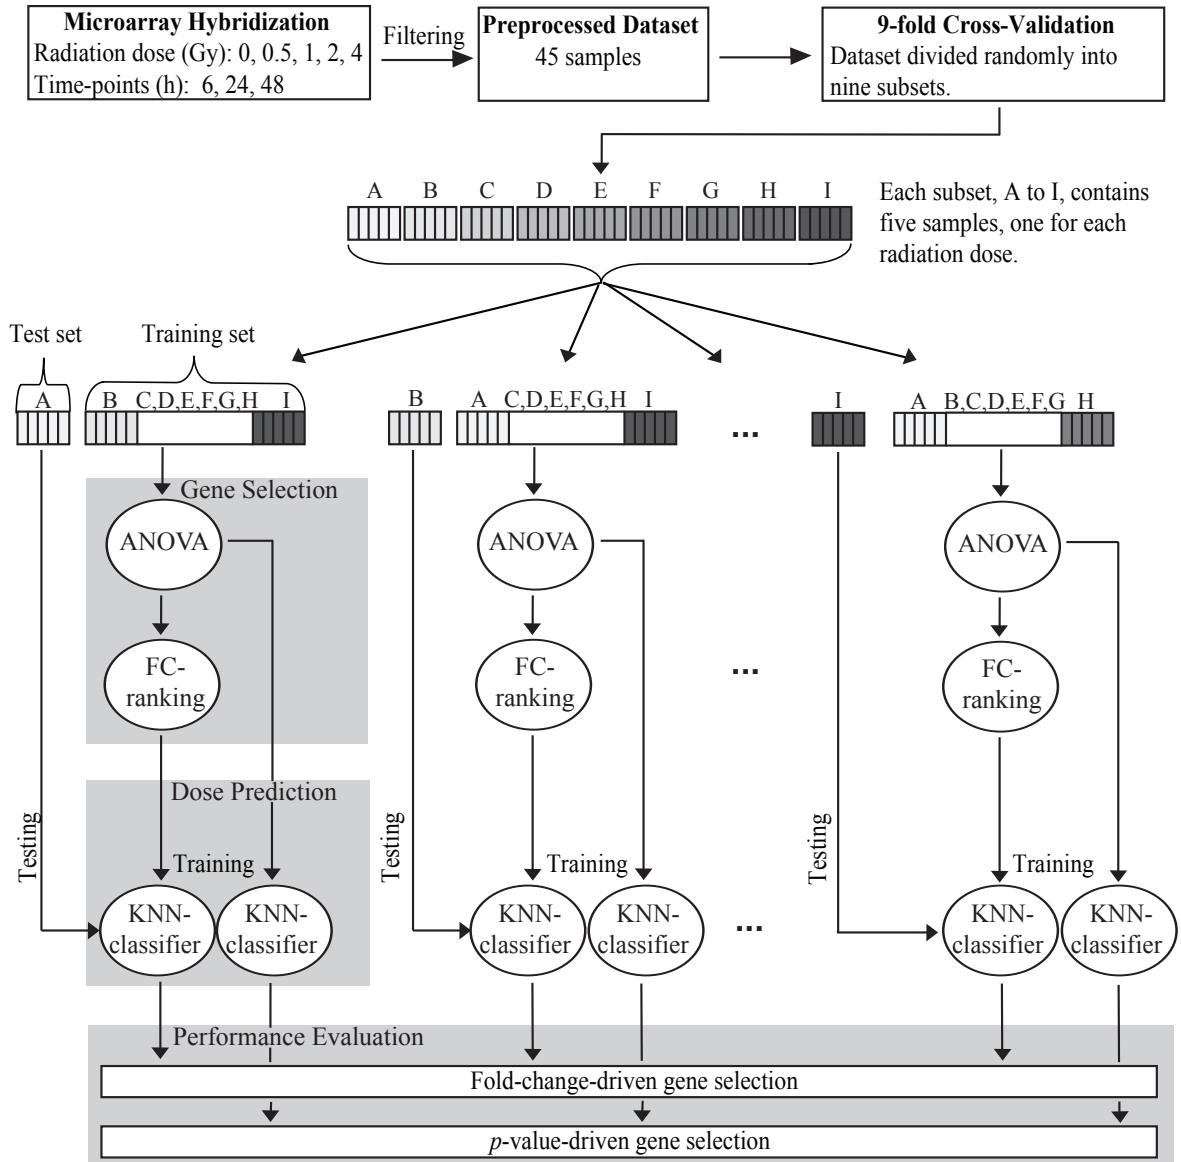 Microarray Hybridization
Radiation dose (Gy): 0, 0.5, 1, 2, 4
Time-points (h): 6, 24, 48
Filtering
Preprocessed Dataset
45 samples
9-fold Cross-Validation
Dataset divided randomly into
nine subsets.
A B C D E F G H I
Each subset, A to I, contains
five samples, one for each
radiation dose.
Test set
Training set
A B C,D,E,F,G,H I
B A C,D,E,F,G,H I
...
I A B,C,D,E,F,G H
Gene Selection
ANOVA
ANOVA
ANOVA
FC-
ranking
FC-
ranking
...
FC-
ranking
Dose Prediction
Testing
Training
Testing
Training
Testing
Training
KNN-
classifier
KNN-
classifier
KNN-
classifier
KNN-
classifier
...
KNN-
classifier
KNN-
classifier
Performance Evaluation
Fold-change-driven gene selection
p-value-driven gene selection